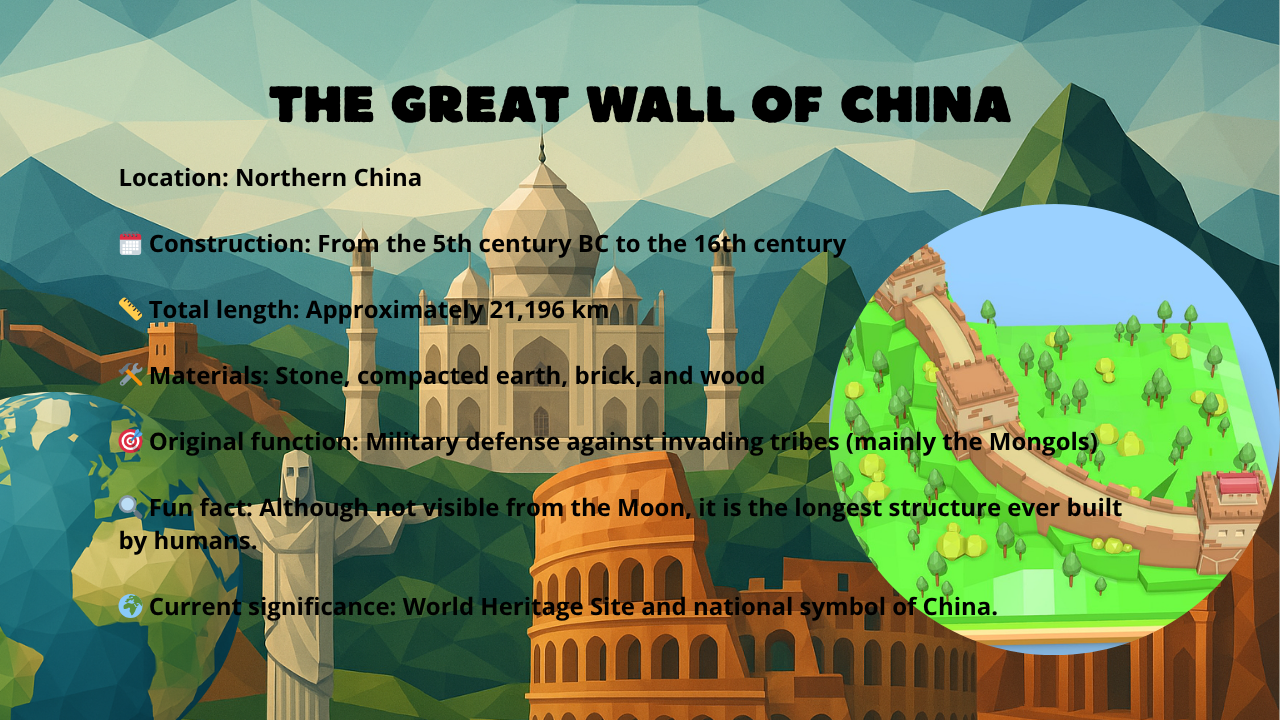 THE GREAT WALL OF CHINA
Location: Northern China
📅 Construction: From the 5th century BC to the 16th century
📏 Total length: Approximately 21,196 km
🛠️ Materials: Stone, compacted earth, brick, and wood
🎯 Original function: Military defense against invading tribes (mainly the Mongols)
🔍 Fun fact: Although not visible from the Moon, it is the longest structure ever built
by humans.
🌍 Current significance: World Heritage Site and national symbol of China.